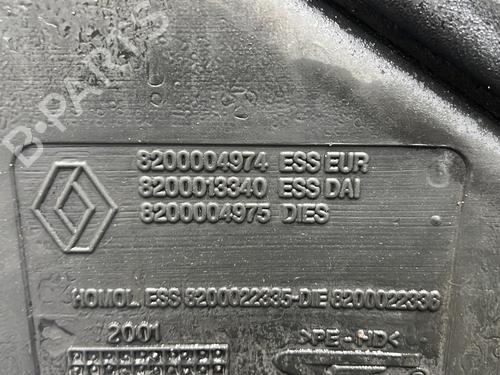 B-PARTS
8200004974 ESS EUR
8200013340 ESS DAI
8200004975 DIES
HOMOL. ESS 8200022335-DIE 8200022336
2001
>PE-HD<